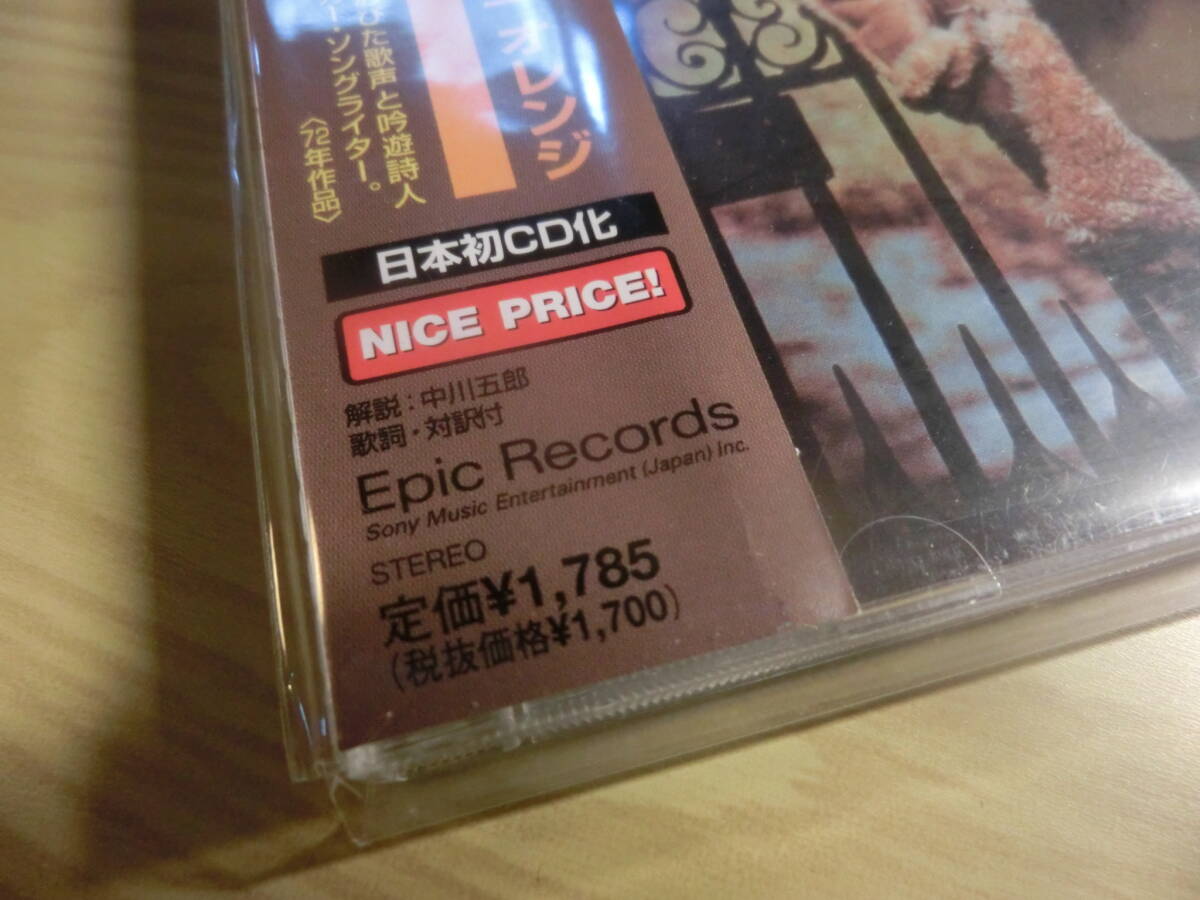 オレンジ
びた歌声と吟遊詩人
ー・ソングライター。
〈72年作品〉
日本初CD化
NICE PRICE!
解説：中川五郎
歌詞・対訳付
Epic Records
Sony Music Entertainment (Japan) Inc.
STEREO
定価¥1,785
(税抜価格¥1,700)